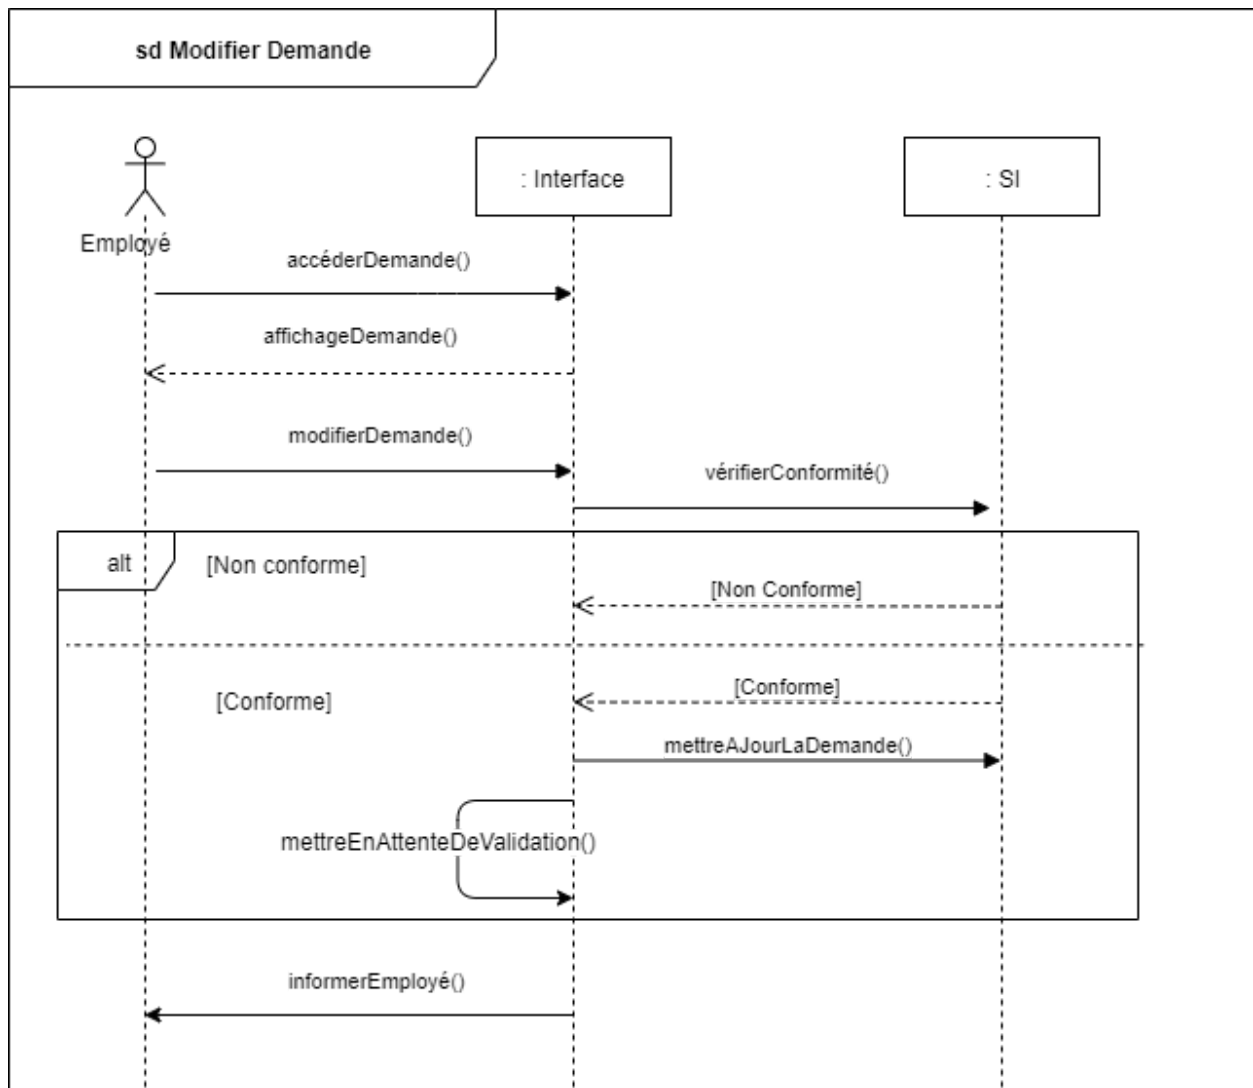 sd Modifier Demande
: Interface
: SI
Employé
accéderDemande()
affichageDemande()
modifierDemande()
vérifierConformité()
alt
[Non conforme]
[Non Conforme]
[Conforme]
[Conforme]
mettreAJourLaDemande()
mettreEnAttenteDeValidation()
informerEmployé()